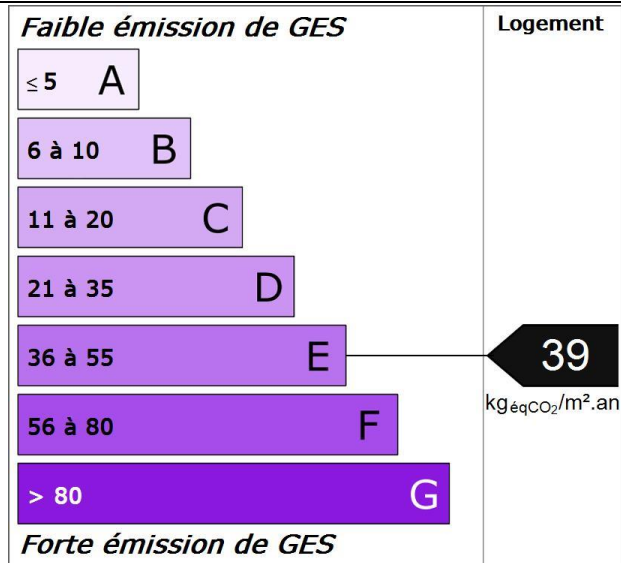 Faible émission de GES
Logement
≤ 5 A
6 à 10 B
11 à 20 C
21 à 35 D
36 à 55 E
39
kgéqCO₂/m².an
56 à 80 F
> 80 G
Forte émission de GES